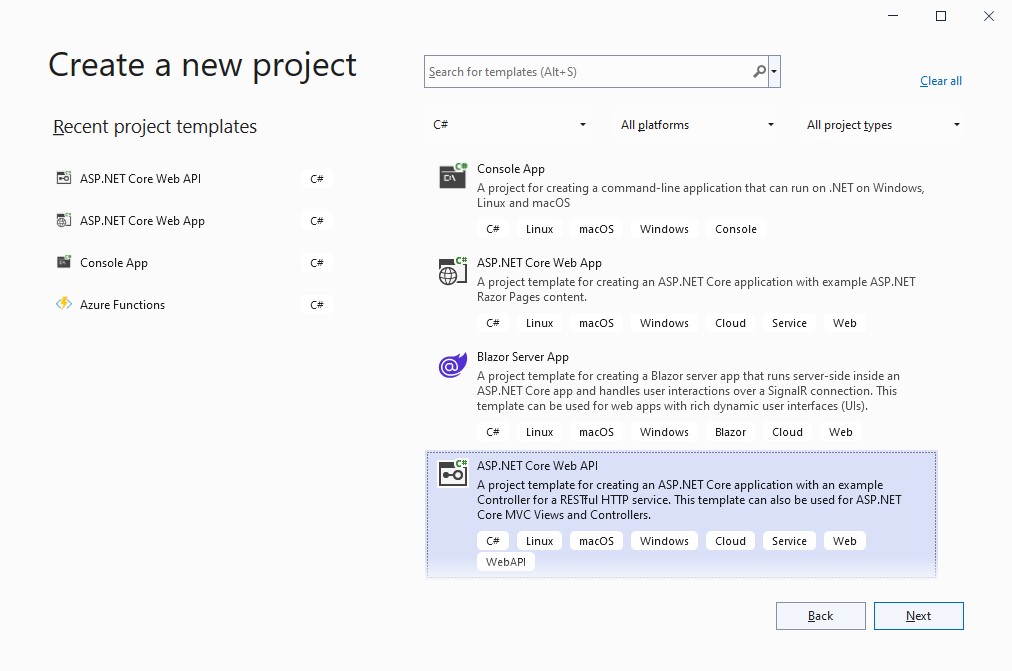 Create a new project
Search for templates (Alt+S)
Clear all
Recent project templates
C#
All platforms
All project types
ASP.NET Core Web API C#
ASP.NET Core Web App C#
Console App C#
Azure Functions C#
Console App
A project for creating a command-line application that can run on .NET on Windows,
Linux and macOS
C# Linux macOS Windows Console
ASP.NET Core Web App
A project template for creating an ASP.NET Core application with example ASP.NET
Razor Pages content.
C# Linux macOS Windows Cloud Service Web
Blazor Server App
A project template for creating a Blazor server app that runs server-side inside an
ASP.NET Core app and handles user interactions over a SignalR connection. This
template can be used for web apps with rich dynamic user interfaces (UIs).
C# Linux macOS Windows Blazor Cloud Web
ASP.NET Core Web API
A project template for creating an ASP.NET Core application with an example
Controller for a RESTful HTTP service. This template can also be used for ASP.NET
Core MVC Views and Controllers.
C# Linux macOS Windows Cloud Service Web
WebAPI
Back
Next